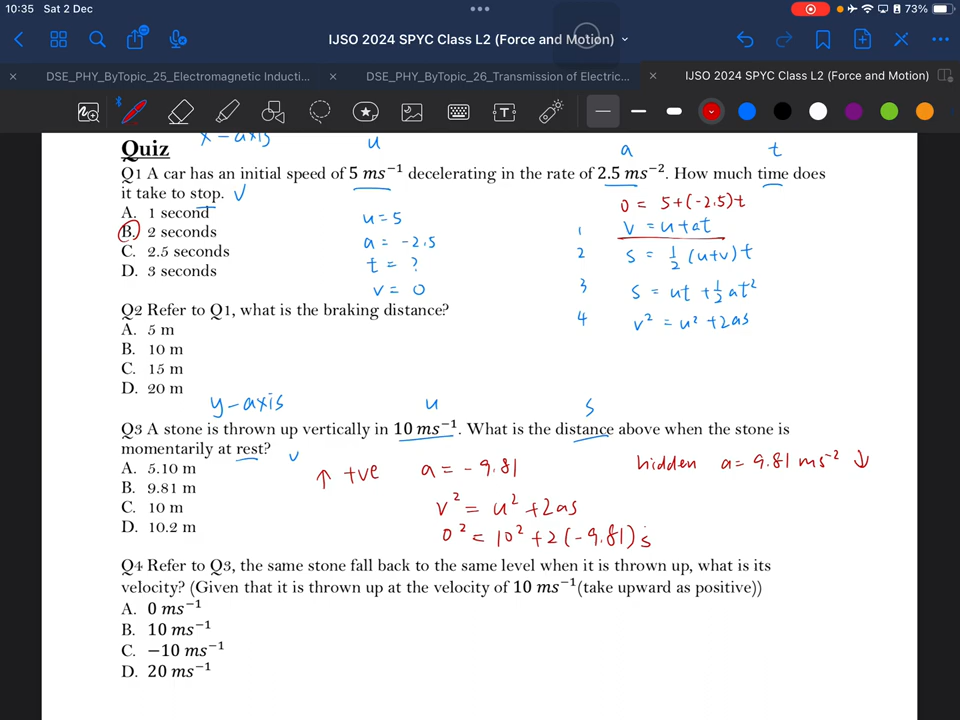 10:35 Sat 2 Dec
73%
IJSO 2024 SPYC Class L2 (Force and Motion)
DSE_PHY_ByTopic_25_Electromagnetic Inducti...
DSE_PHY_ByTopic_26_Transmission of Electric...
IJSO 2024 SPYC Class L2 (Force and Motion)
x-axis u
Quiz
a t
Q1 A car has an initial speed of 5 ms⁻¹ decelerating in the rate of 2.5 ms⁻². How much time does
it take to stop. v
0 = 5+(-2.5)t
A. 1 second
u = 5
1 v = u+at
B. 2 seconds
a = -2.5
2 s = ½(u+v)t
C. 2.5 seconds
t = ?
D. 3 seconds
3 s = ut + ½at²
v = 0
Q2 Refer to Q1, what is the braking distance?
4 v² = u²+2as
A. 5 m
B. 10 m
C. 15 m
D. 20 m
y-axis u s
Q3 A stone is thrown up vertically in 10 ms⁻¹. What is the distance above when the stone is
momentarily at rest? v
A. 5.10 m
↑ +ve a = -9.81 hidden a = 9.81 ms⁻² ↓
B. 9.81 m
C. 10 m
v² = u²+2as
D. 10.2 m
0² = 10²+2(-9.81)s
Q4 Refer to Q3, the same stone fall back to the same level when it is thrown up, what is its
velocity? (Given that it is thrown up at the velocity of 10 ms⁻¹(take upward as positive))
A. 0 ms⁻¹
B. 10 ms⁻¹
C. −10 ms⁻¹
D. 20 ms⁻¹